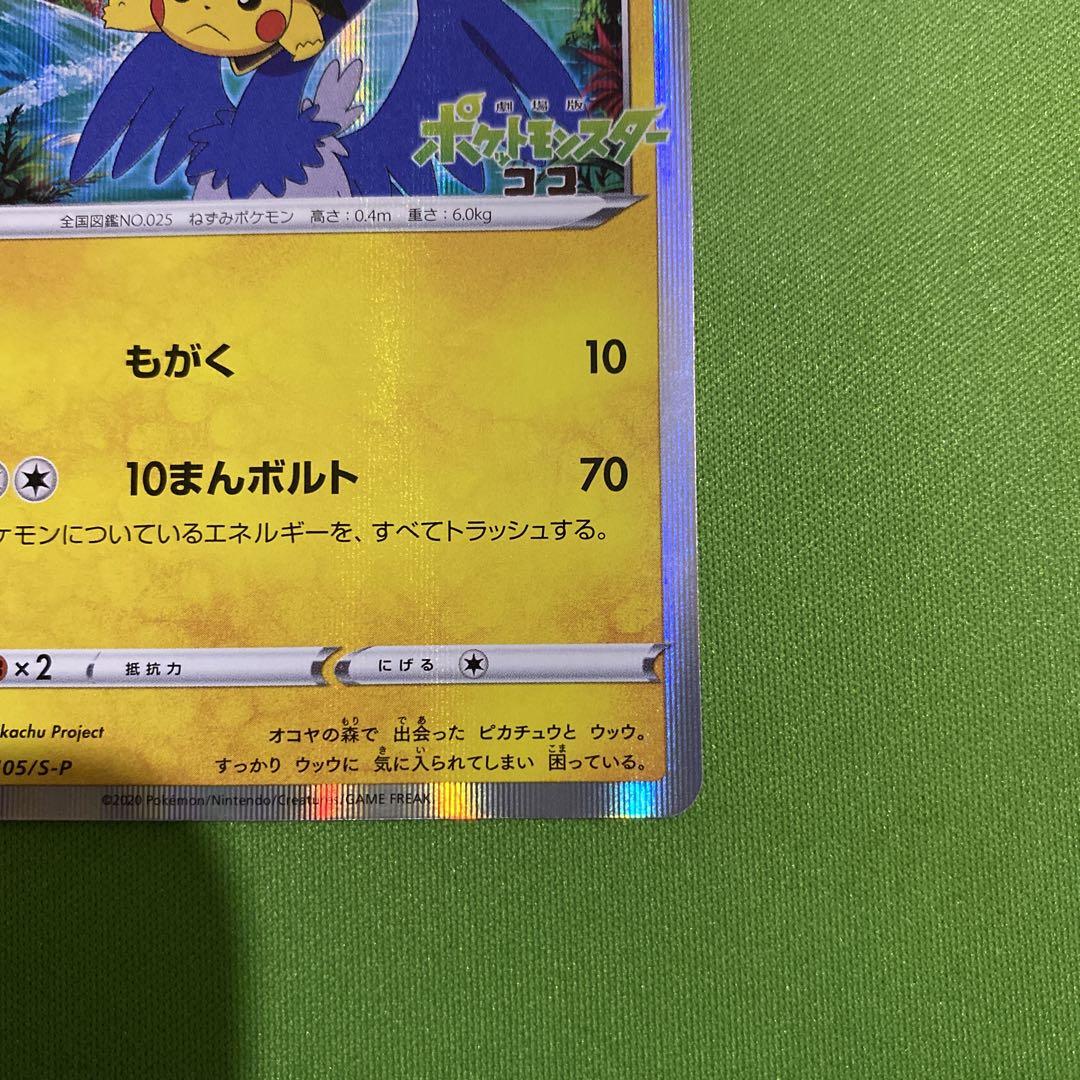 劇場版
ポケットモンスター
ココ
全国図鑑NO.025 ねずみポケモン 高さ:0.4m 重さ:6.0kg
もがく 10
10まんボルト 70
ケモンについているエネルギーを、すべてトラッシュする。
×2 抵抗力 にげる
kachu Project
オコヤの森で 出会った ピカチュウと ウッウ。
05/S-P
すっかり ウッウに 気に入られてしまい 困っている。
©2020 Pokémon/Nintendo/Creatures/GAME FREAK